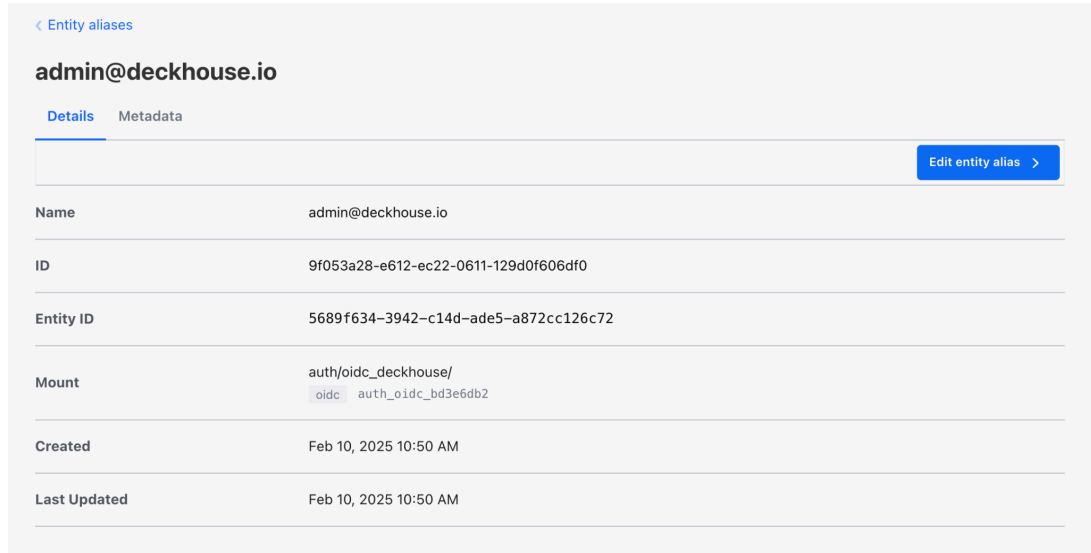 Entity aliases
admin@deckhouse.io
Details Metadata
Edit entity alias
Name admin@deckhouse.io
ID 9f053a28-e612-ec22-0611-129d0f606df0
Entity ID 5689f634-3942-c14d-ade5-a872cc126c72
Mount auth/oidc_deckhouse/
oidc auth_oidc_bd3e6db2
Created Feb 10, 2025 10:50 AM
Last Updated Feb 10, 2025 10:50 AM